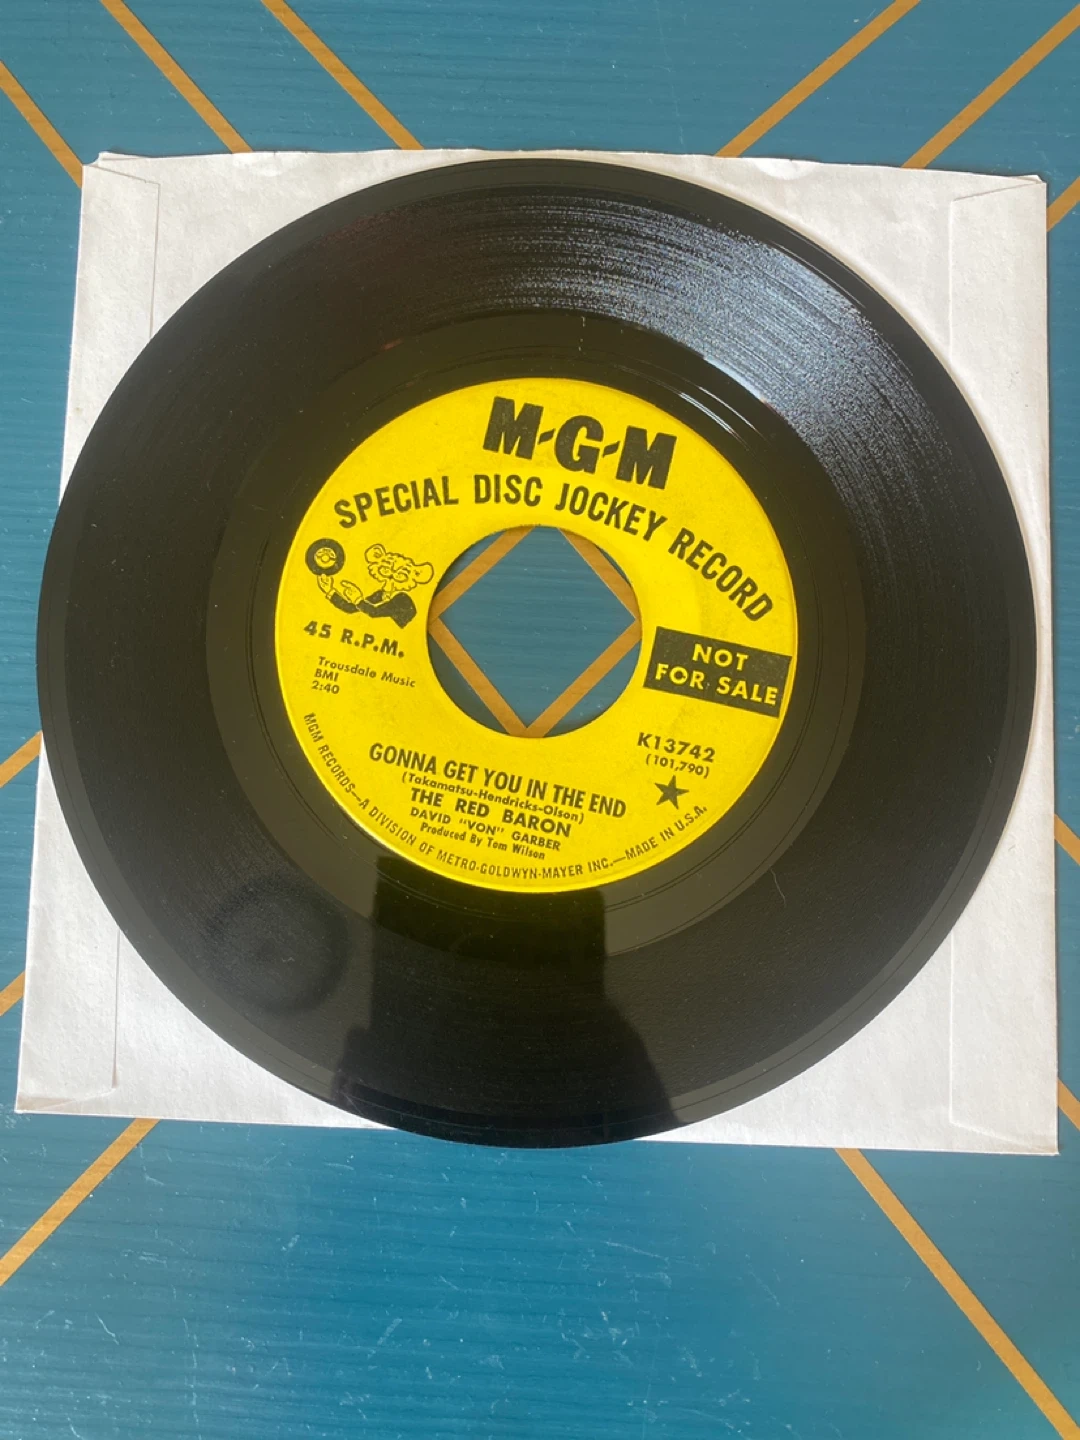 M-G-M
SPECIAL DISC JOCKEY RECORD
45 R.P.M.
Trousdale Music
BMI
2:40
NOT
FOR SALE
K13742
(101,790)
GONNA GET YOU IN THE END
(Takamatsu-Hendricks-Olson)
THE RED BARON
DAVID "VON" GARBER
Produced By Tom Wilson
MGM RECORDS—A DIVISION OF METRO-GOLDWYN-MAYER INC.—MADE IN U.S.A.